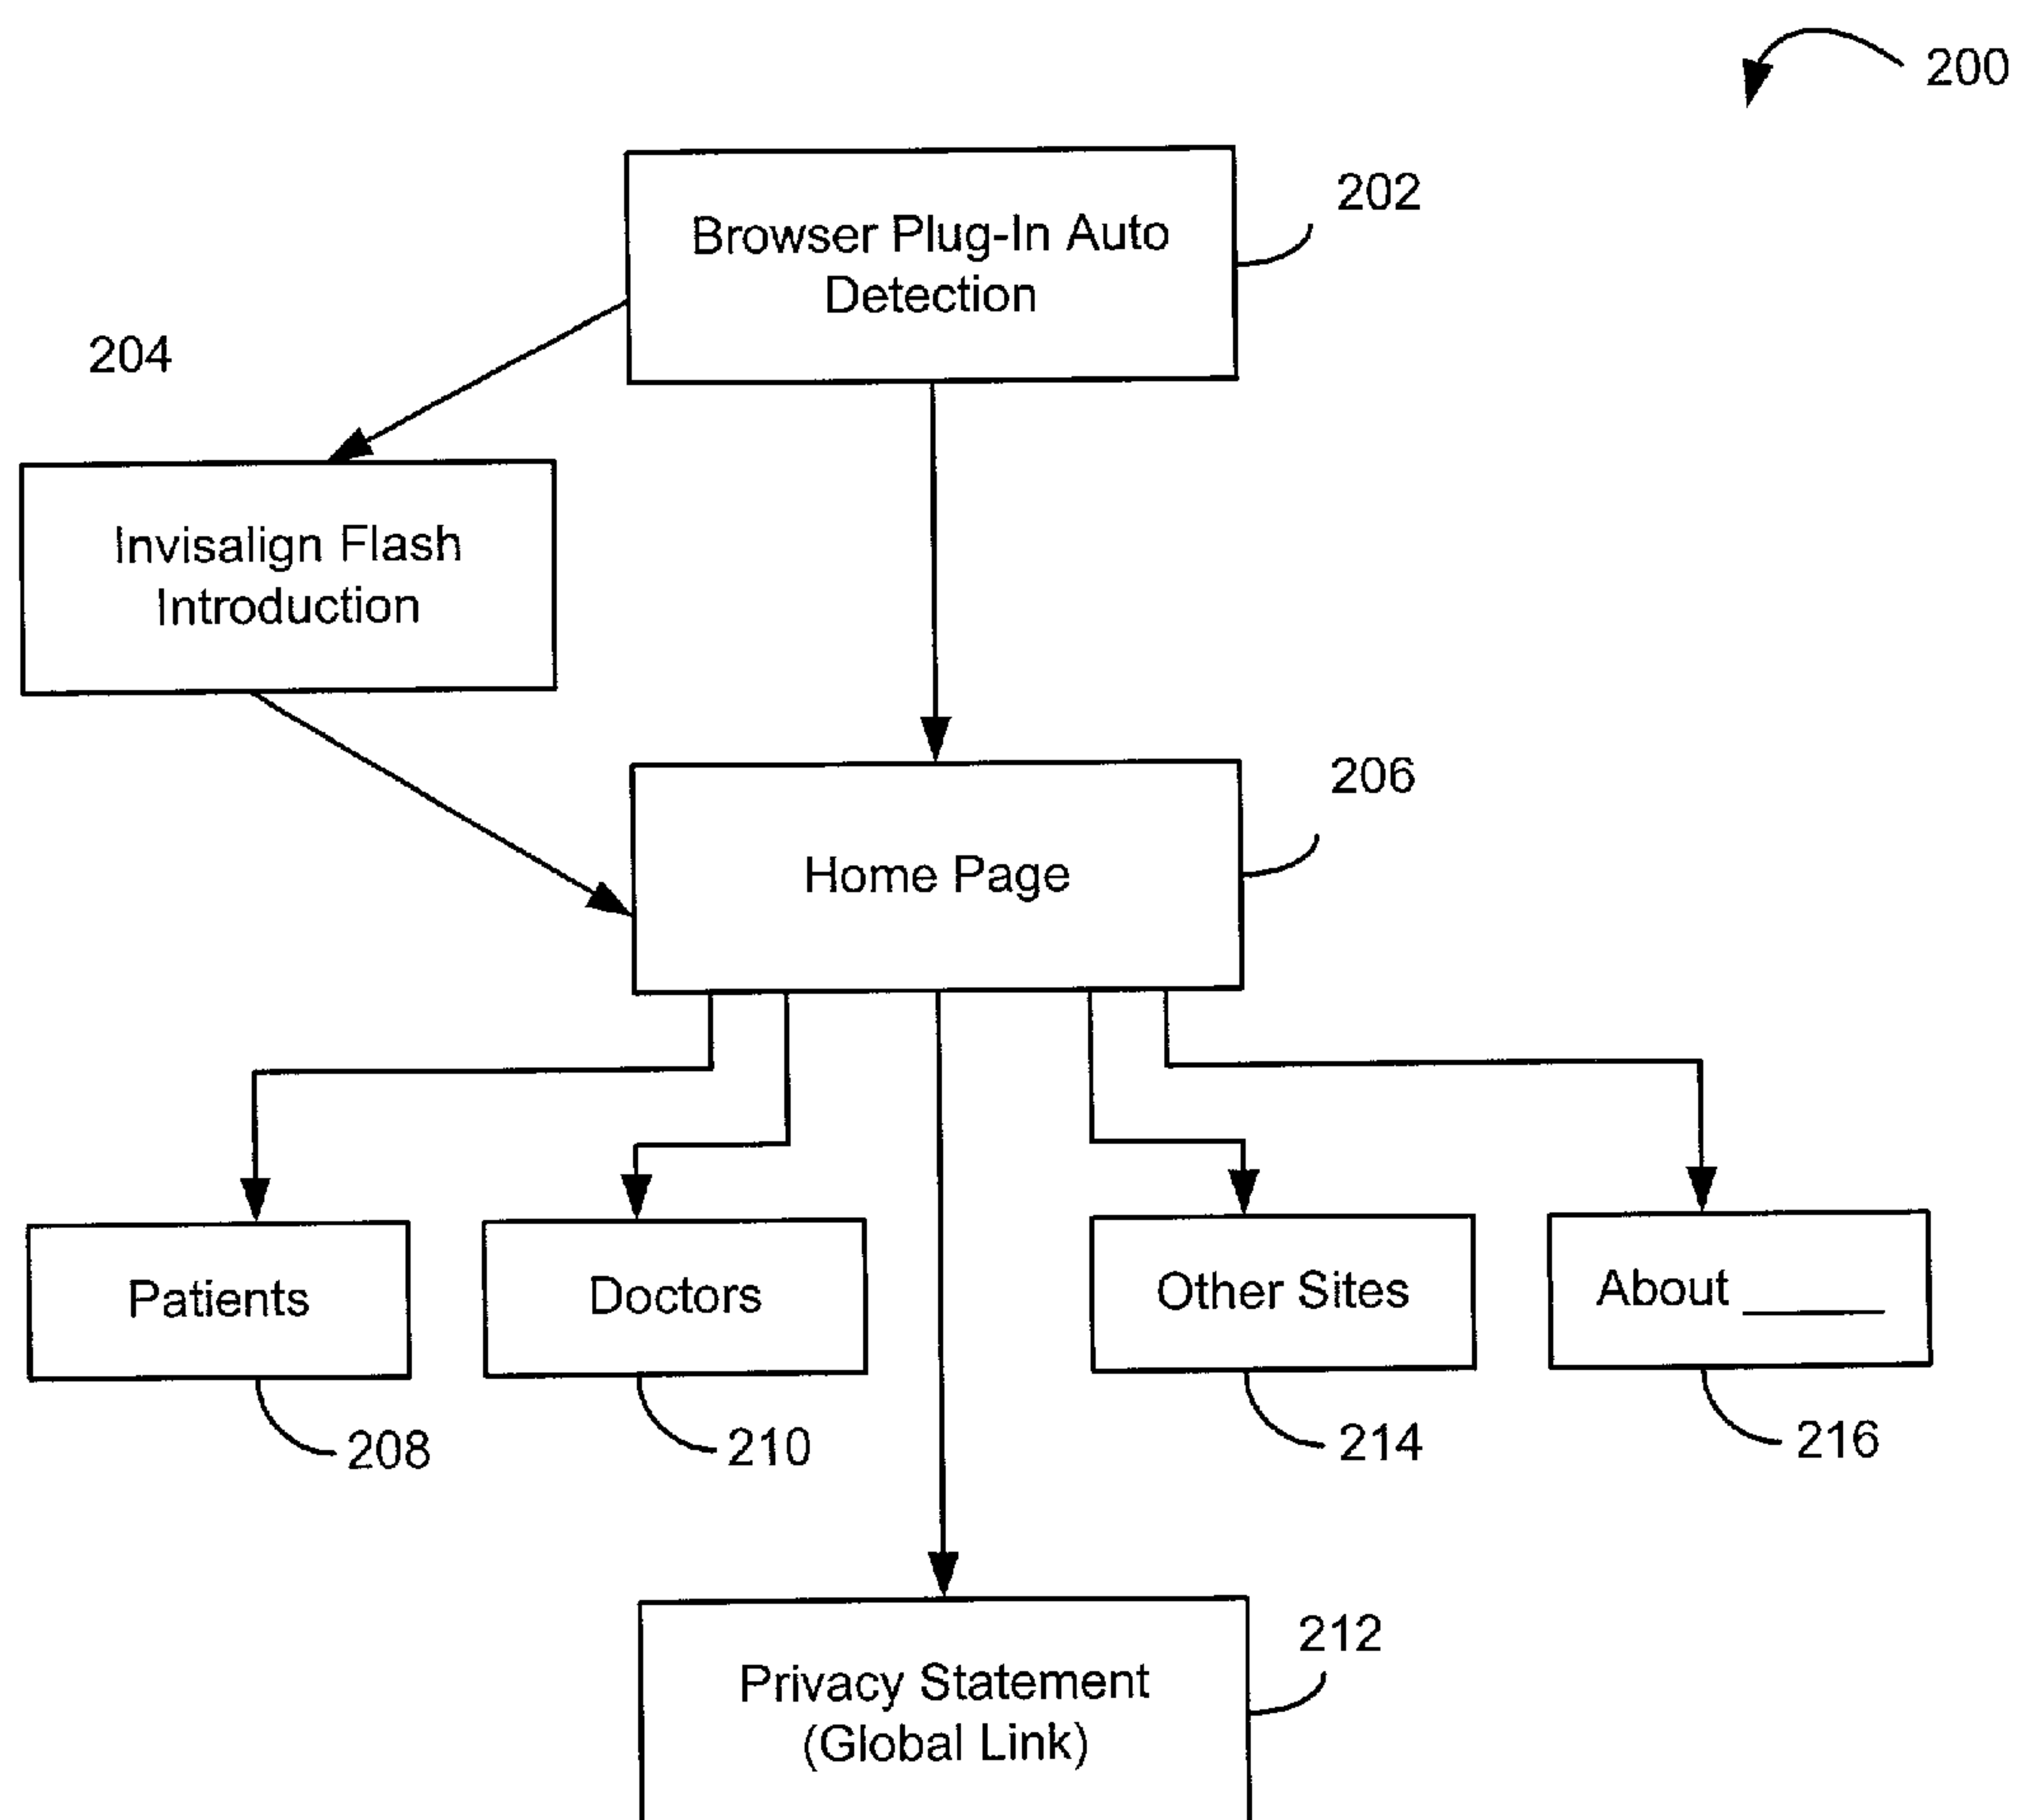 200
202
Browser Plug-In Auto
Detection
204
Invisalign Flash
Introduction
206
Home Page
Patients
Doctors
Other Sites
About ______
208
210
214
216
212
Privacy Statement
(Global Link)